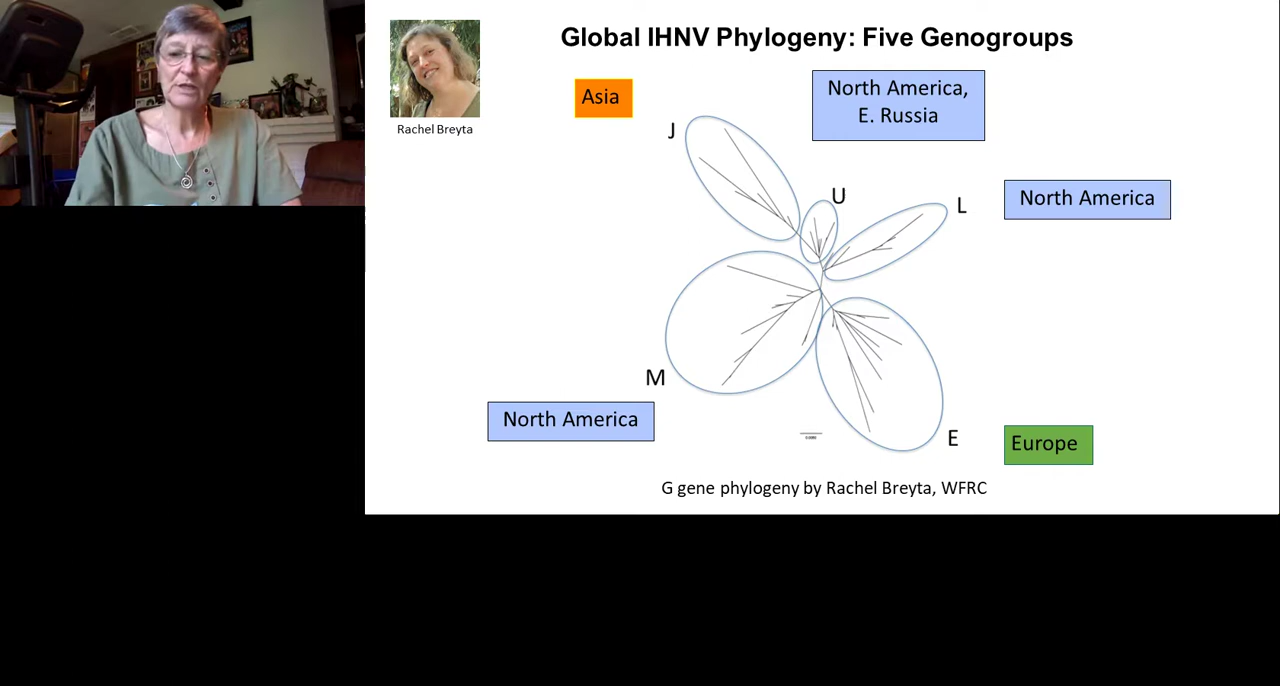 Global IHNV Phylogeny: Five Genogroups
Rachel Breyta
Asia
North America,
E. Russia
J
U
L
North America
M
North America
E
Europe
G gene phylogeny by Rachel Breyta, WFRC